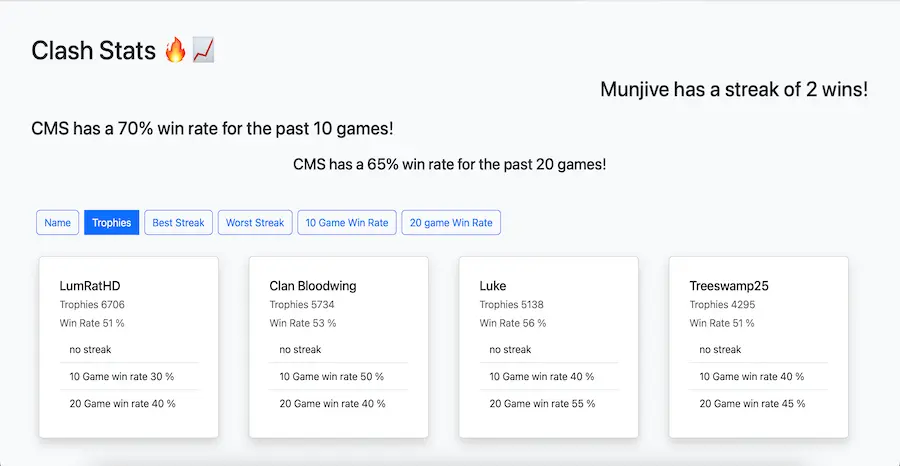 Clash Stats 🔥📈
Munjive has a streak of 2 wins!
CMS has a 70% win rate for the past 10 games!
CMS has a 65% win rate for the past 20 games!
Name Trophies Best Streak Worst Streak 10 Game Win Rate 20 game Win Rate
LumRatHD
Trophies 6706
Win Rate 51 %
no streak
10 Game win rate 30 %
20 Game win rate 40 %
Clan Bloodwing
Trophies 5734
Win Rate 53 %
no streak
10 Game win rate 50 %
20 Game win rate 40 %
Luke
Trophies 5138
Win Rate 56 %
no streak
10 Game win rate 40 %
20 Game win rate 55 %
Treeswamp25
Trophies 4295
Win Rate 51 %
no streak
10 Game win rate 40 %
20 Game win rate 45 %